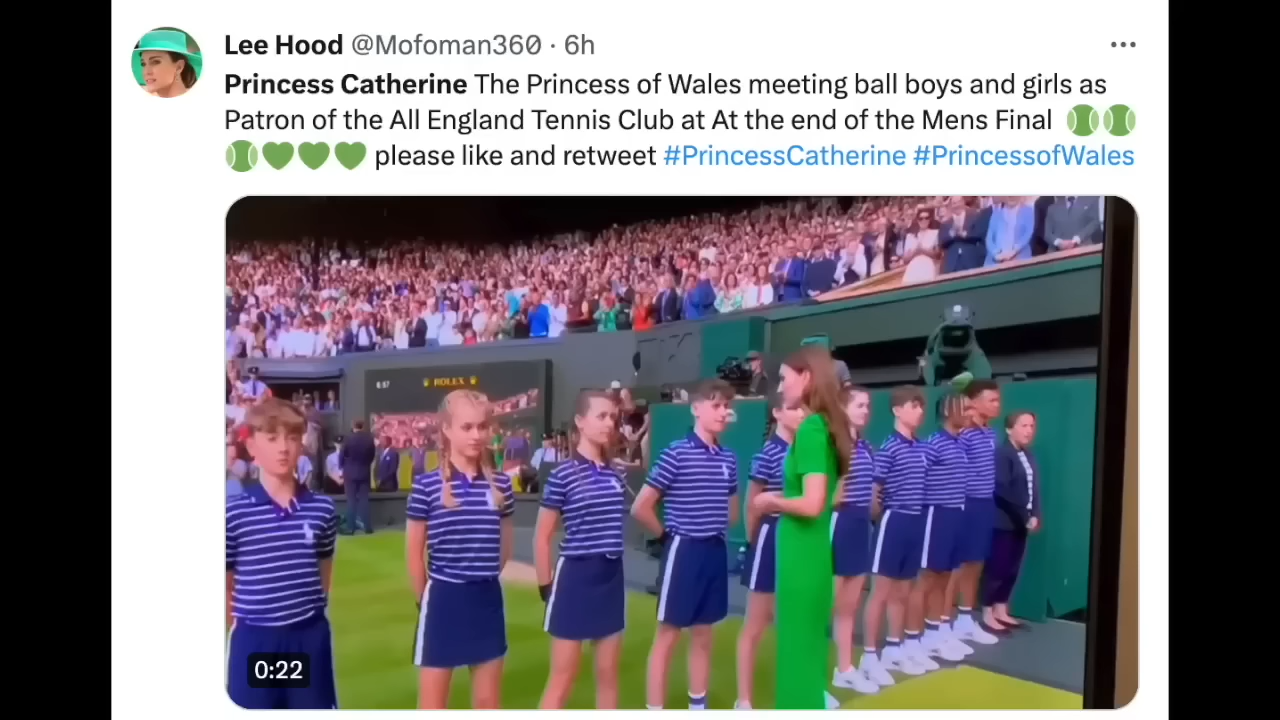 Lee Hood @Mofoman360 · 6h
Princess Catherine The Princess of Wales meeting ball boys and girls as
Patron of the All England Tennis Club at At the end of the Mens Final 🎾🎾
🎾💚💚💚 please like and retweet #PrincessCatherine #PrincessofWales
6:57
ROLEX
0:22